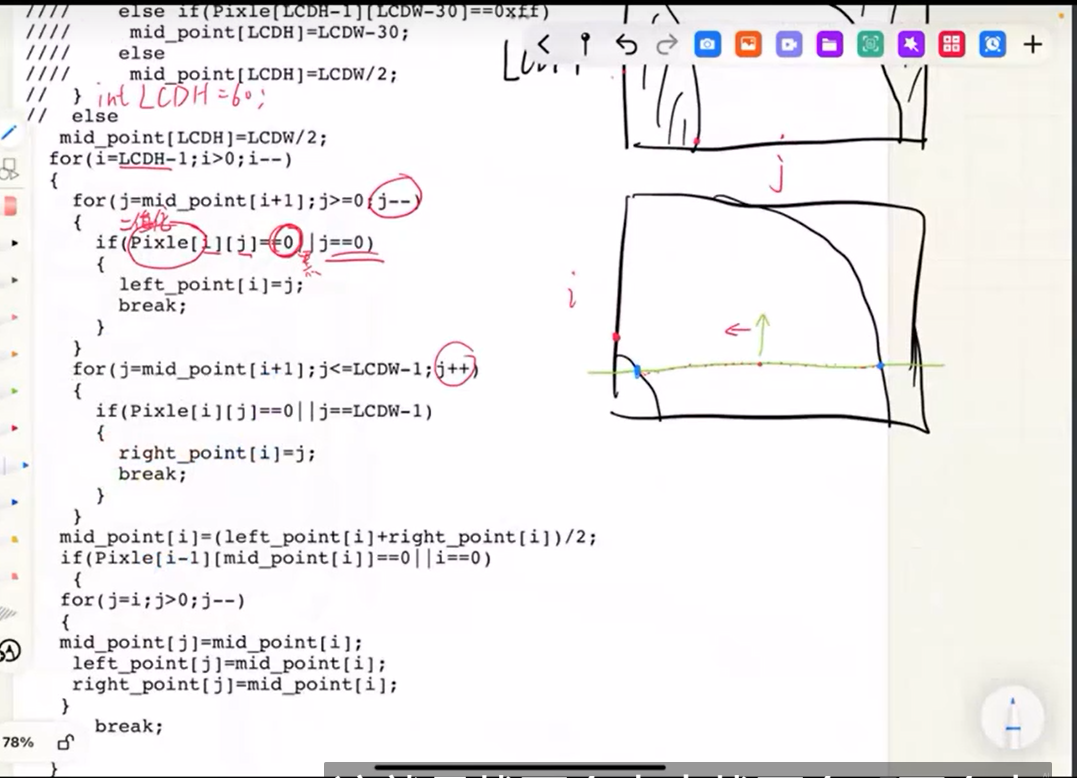 ////    else if(Pixle[LCDH-1][LCDW-30]==0xff)
////     mid_point[LCDH]=LCDW-30;
////    else
////     mid_point[LCDH]=LCDW/2;
//  } int LCDH=60;
// else
mid_point[LCDH]=LCDW/2;
for(i=LCDH-1;i>0;i--)
{
for(j=mid_point[i+1];j>=0;j--)
{
if(Pixle[i][j]==0||j==0)
{
left_point[i]=j;
break;
}
}
for(j=mid_point[i+1];j<=LCDW-1;j++)
{
if(Pixle[i][j]==0||j==LCDW-1)
{
right_point[i]=j;
break;
}
}
mid_point[i]=(left_point[i]+right_point[i])/2;
if(Pixle[i-1][mid_point[i]]==0||i==0)
{
for(j=i;j>0;j--)
{
mid_point[j]=mid_point[i];
left_point[j]=mid_point[i];
right_point[j]=mid_point[i];
}
break;
}
j
i
78%